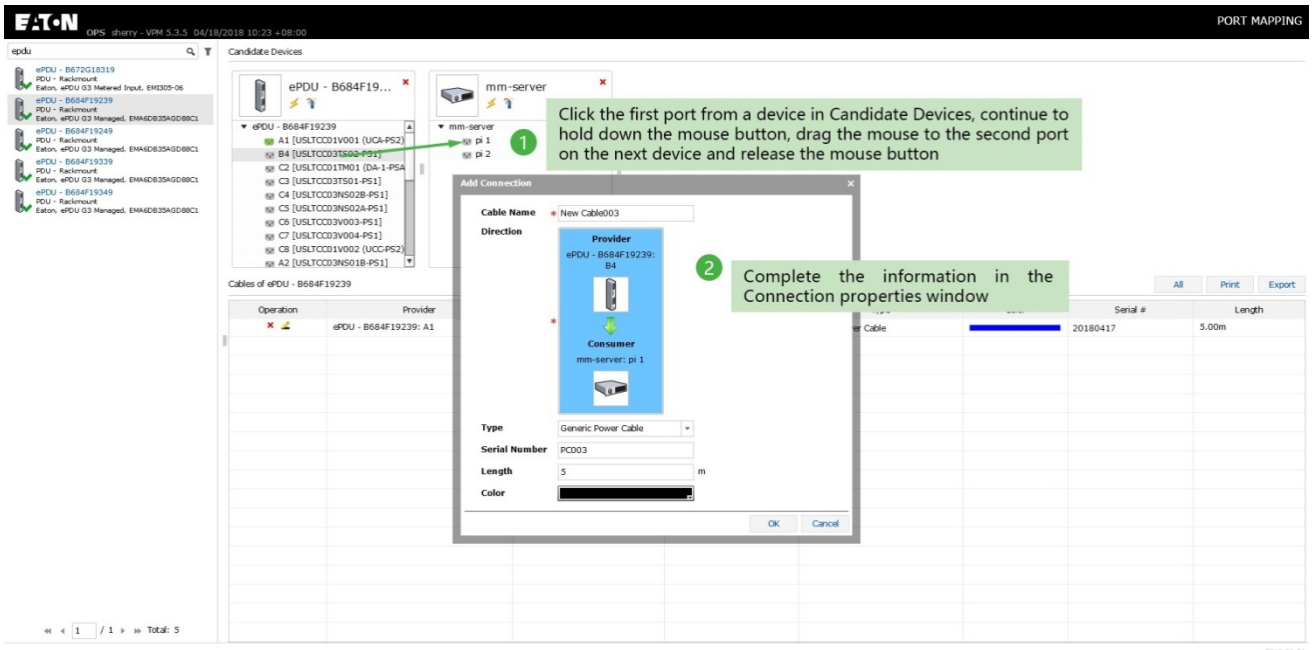 EATON OPS sherry - VPM 5.3.5 04/18/2018 10:23 +08:00
PORT MAPPING
epdu
ePDU - B672G18319
PDU - Rackmount
Eaton, ePDU G3 Metered Input, EMI305-06
ePDU - B684F19239
PDU - Rackmount
Eaton, ePDU G3 Managed, EMA6DB35AGD88C1
ePDU - B684F19249
PDU - Rackmount
Eaton, ePDU G3 Managed, EMA6DB35AGD88C1
ePDU - B684F19339
PDU - Rackmount
Eaton, ePDU G3 Managed, EMA6DB35AGD88C1
ePDU - B684F19349
PDU - Rackmount
Eaton, ePDU G3 Managed, EMA6DB35AGD88C1
1 / 1 Total: 5
Candidate Devices
ePDU - B684F19...
ePDU - B684F19239
A1 [USLTCC01V001 (UCA-PS2)
B4 [USLTCC03TS02-PS1]
C2 [USLTCC01TM01 (DA-1-PSA
C3 [USLTCC03TS01-PS1]
C4 [USLTCC03NS02B-PS1]
C5 [USLTCC03NS02A-PS1]
C6 [USLTCC03V003-PS1]
C7 [USLTCC03V004-PS1]
C8 [USLTCC01V002 (UCC-PS2)
A2 [USLTCC03NS01B-PS1]
mm-server
mm-server
pi 1
pi 2
1
Click the first port from a device in Candidate Devices, continue to
hold down the mouse button, drag the mouse to the second port
on the next device and release the mouse button
Add Connection
Cable Name * New Cable003
Direction
*
Provider
ePDU - B684F19239:
B4
Consumer
mm-server: pi 1
Type Generic Power Cable
Serial Number PC003
Length 5 m
Color
OK Cancel
2
Complete the information in the
Connection properties window
Cables of ePDU - B684F19239
All Print Export
Operation Provider Serial # Length
ePDU - B684F19239: A1 Cable 20180417 5.00m